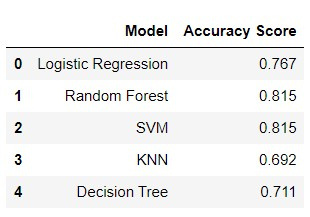 Model Accuracy Score
0 Logistic Regression 0.767
1 Random Forest 0.815
2 SVM 0.815
3 KNN 0.692
4 Decision Tree 0.711